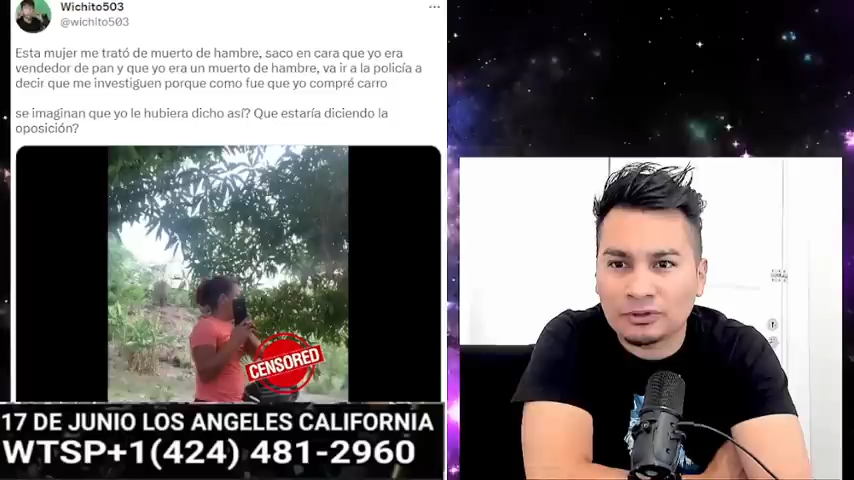 Wichito503
@wichito503
Esta mujer me trató de muerto de hambre, saco en cara que yo era
vendedor de pan y que yo era un muerto de hambre, va ir a la policía a
decir que me investiguen porque como fue que yo compré carro
se imaginan que yo le hubiera dicho así? Que estaría diciendo la
oposición?
CENSORED
17 DE JUNIO LOS ANGELES CALIFORNIA
WTSP+1(424) 481-2960